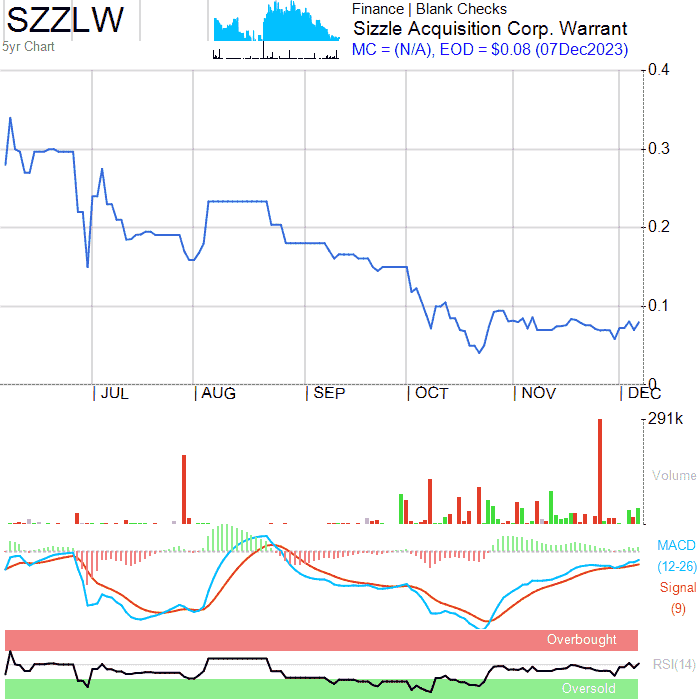 SZZLW
5yr Chart
Finance | Blank Checks
Sizzle Acquisition Corp. Warrant
MC = (N/A), EOD = $0.08 (07Dec2023)
0.4
0.3
0.2
0.1
0
JUL AUG SEP OCT NOV DEC
291k
Volume
MACD
(12-26)
Signal
(9)
Overbought
RSI(14)
Oversold